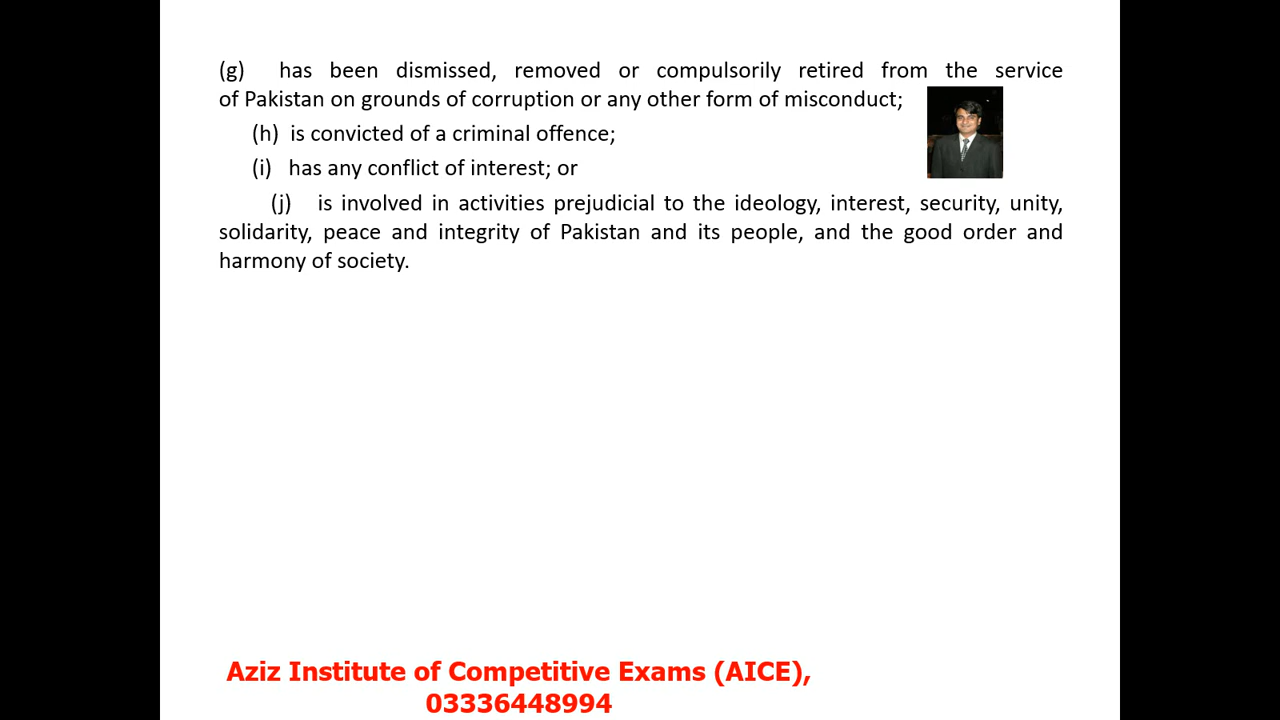 (g) has been dismissed, removed or compulsorily retired from the service
of Pakistan on grounds of corruption or any other form of misconduct;
(h) is convicted of a criminal offence;
(i) has any conflict of interest; or
(j) is involved in activities prejudicial to the ideology, interest, security, unity,
solidarity, peace and integrity of Pakistan and its people, and the good order and
harmony of society.
Aziz Institute of Competitive Exams (AICE),
03336448994